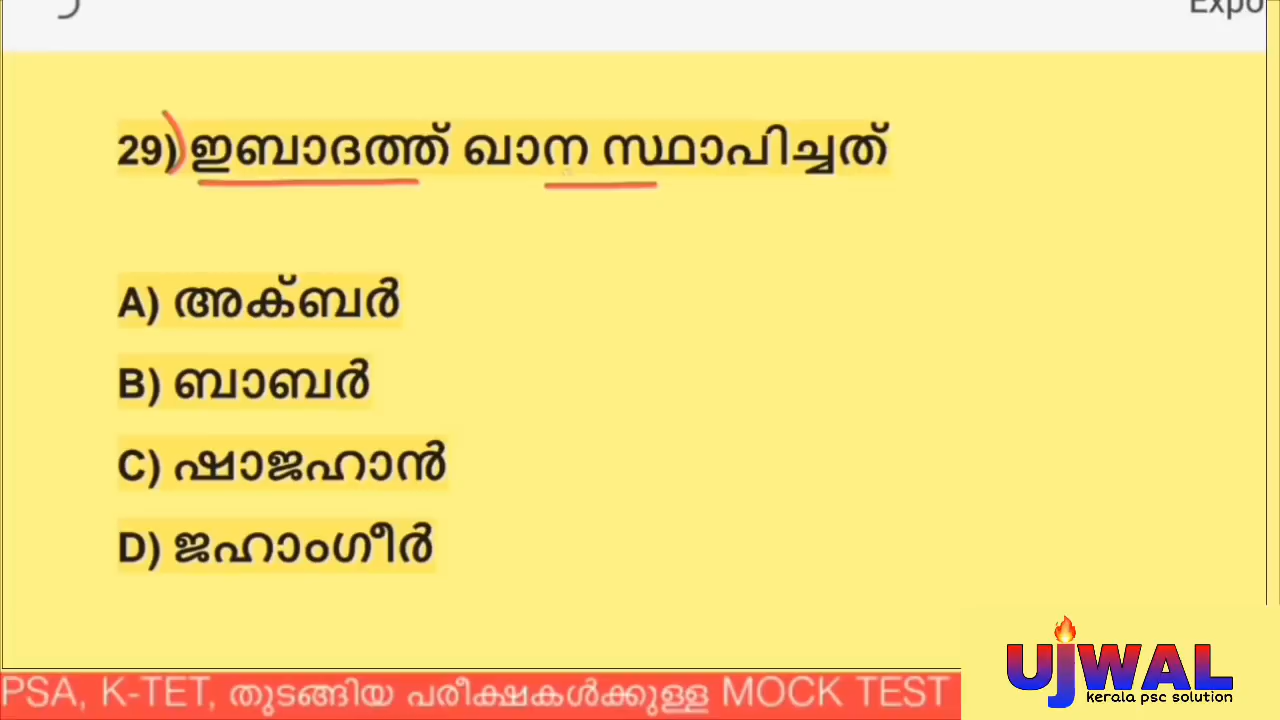 Expo
29) ഇബാദത്ത് ഖാന സ്ഥാപിച്ചത്
A) അക്ബർ
B) ബാബർ
C) ഷാജഹാൻ
D) ജഹാംഗീർ
PSA, K-TET, തുടങ്ങിയ പരീക്ഷകൾക്കുള്ള MOCK TEST
UJWAL
kerala psc solution